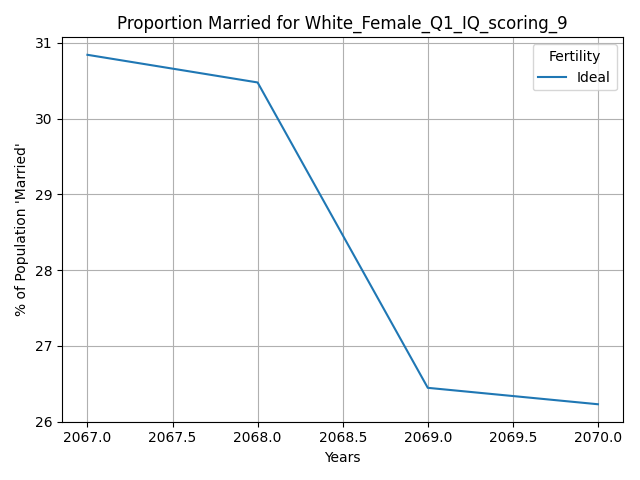 Proportion Married for White_Female_Q1_IQ_scoring_9
Fertility
Ideal
% of Population 'Married'
31
30
29
28
27
26
2067.0 2067.5 2068.0 2068.5 2069.0 2069.5 2070.0
Years